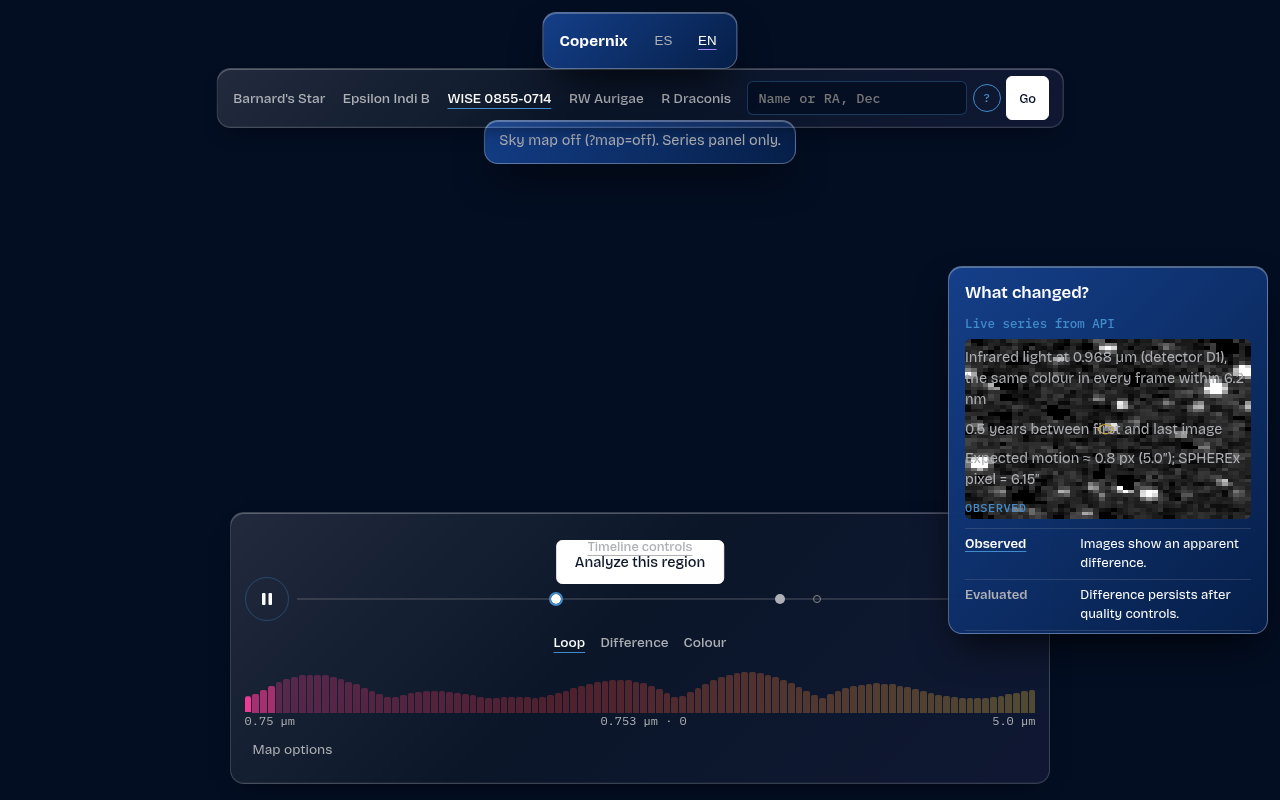 Copernix ES EN
Barnard's Star Epsilon Indi B WISE 0855-0714 RW Aurigae R Draconis Name or RA, Dec ? Go
Sky map off (?map=off). Series panel only.
What changed?
Live series from API
Infrared light at 0.968 µm (detector D1),
the same colour in every frame within 6.2
nm
0.5 years between first and last image
Expected motion ≈ 0.8 px (5.0″); SPHEREx
pixel = 6.15″
OBSERVED
Observed Images show an apparent
difference.
Evaluated Difference persists after
quality controls.
Timeline controls
Analyze this region
Loop Difference Colour
0.75 µm 0.753 µm · 0 5.0 µm
Map options